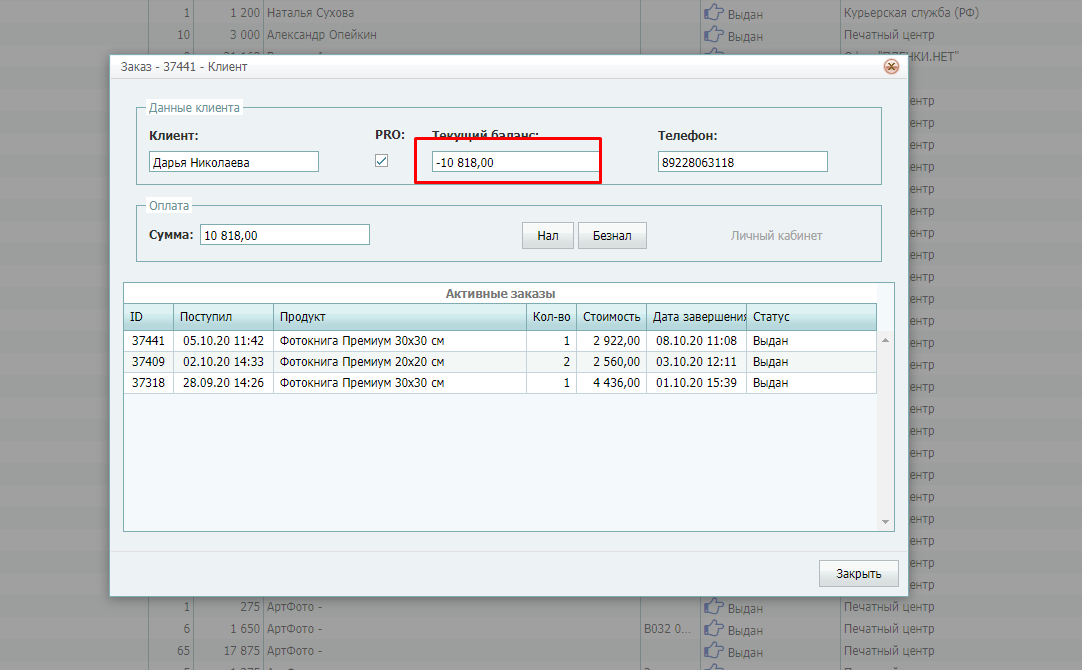 1 1 200 Наталья Сухова Выдан Курьерская служба (РФ)
10 3 000 Александр Опейкин Выдан Печатный центр
Заказ - 37441 - Клиент
Данные клиента
Клиент: PRO: Текущий баланс: Телефон:
Дарья Николаева -10 818,00 89228063118
Оплата
Сумма: 10 818,00 Нал Безнал Личный кабинет
Активные заказы
ID Поступил Продукт Кол-во Стоимость Дата завершения Статус
37441 05.10.20 11:42 Фотокнига Премиум 30x30 см 1 2 922,00 08.10.20 11:08 Выдан
37409 02.10.20 14:33 Фотокнига Премиум 20x20 см 2 2 560,00 03.10.20 12:11 Выдан
37318 28.09.20 14:26 Фотокнига Премиум 30x30 см 1 4 436,00 01.10.20 15:39 Выдан
Закрыть
1 275 АртФото - Выдан Печатный центр
6 1 650 АртФото - В032 0... Выдан Печатный центр
65 17 875 АртФото - Выдан Печатный центр